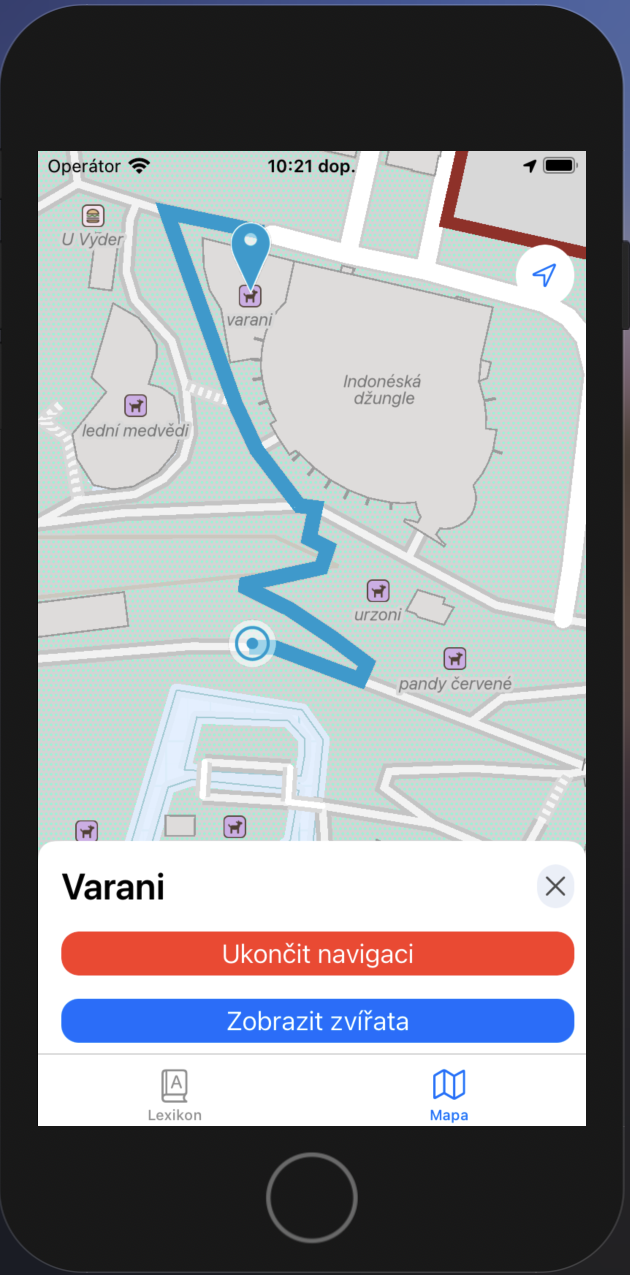 Operátor
10:21 dop.
U Vyder
varani
Indonéská
džungle
lední medvědi
urzoni
pandy červené
Varani
Ukončit navigaci
Zobrazit zvířata
A
Lexikon
Mapa